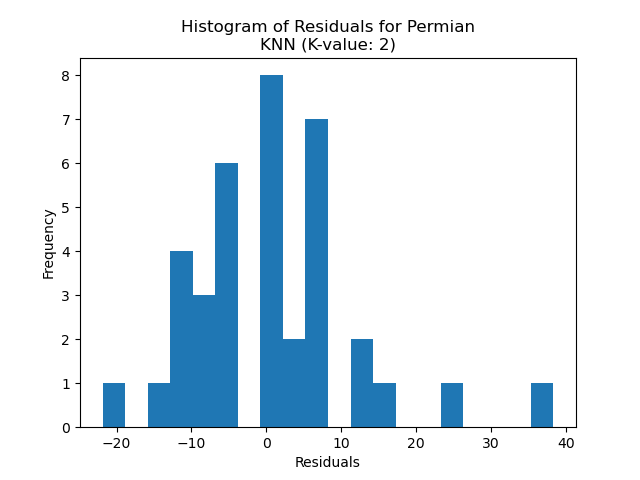 Histogram of Residuals for Permian
KNN (K-value: 2)
8
7
6
5
4
3
2
1
0
Frequency
−20 −10 0 10 20 30 40
Residuals